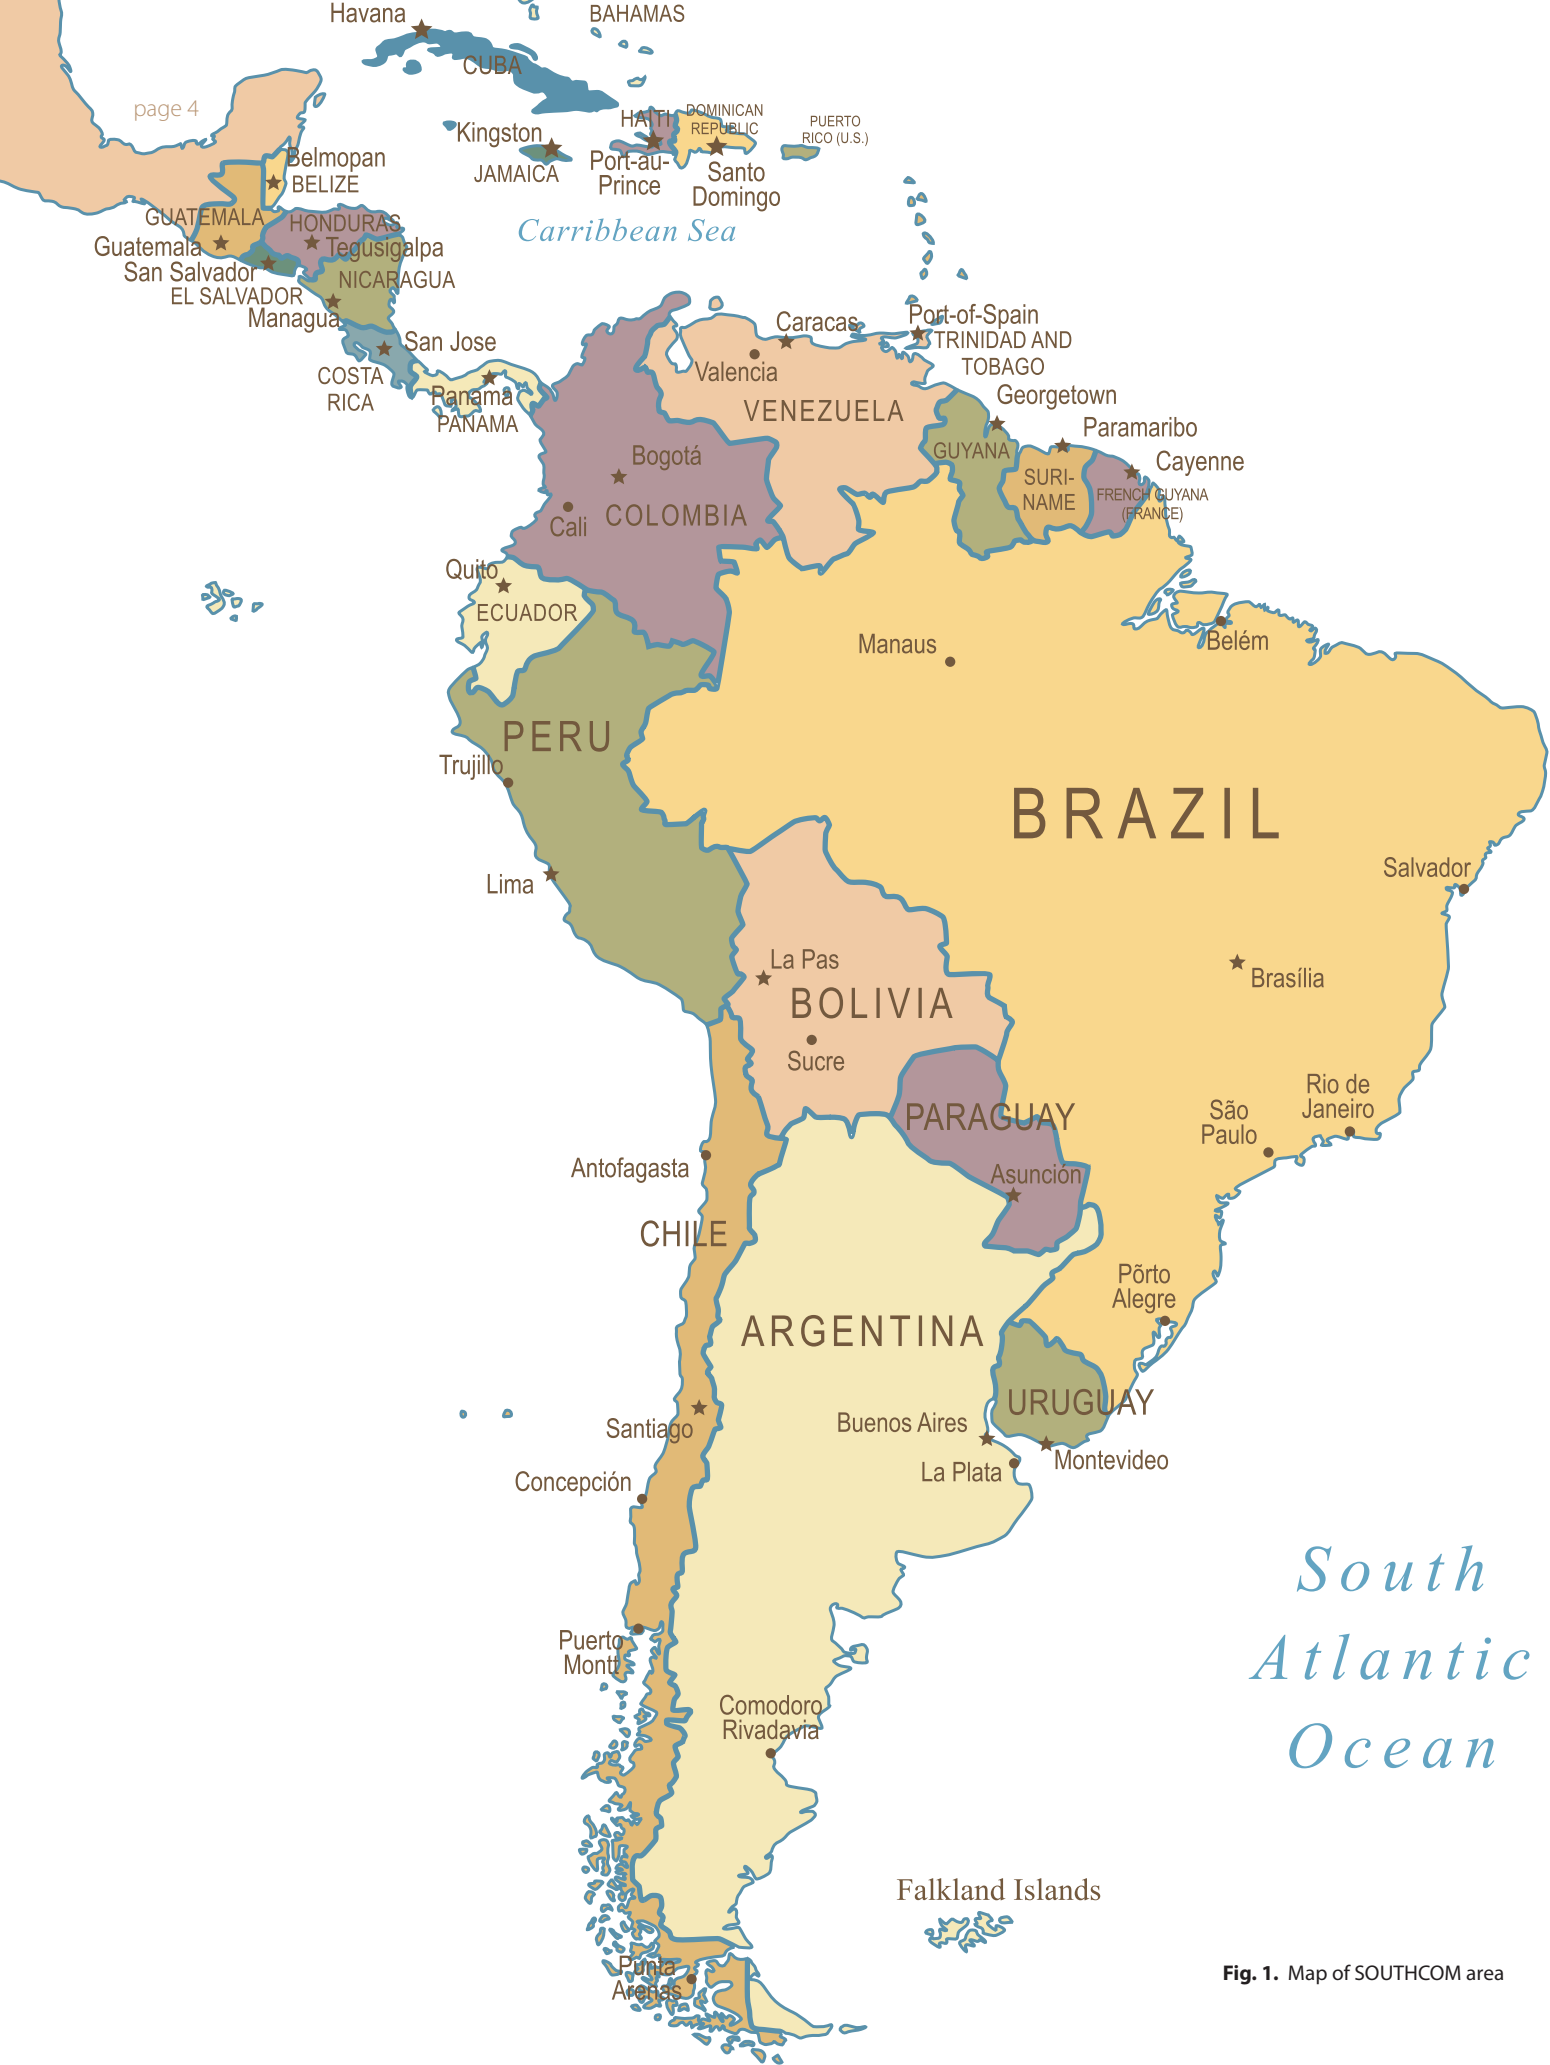 Havana
BAHAMAS
CUBA
page 4
HAITI
DOMINICAN
REPUBLIC
PUERTO
RICO (U.S.)
Kingston
JAMAICA
Port-au-
Prince
Santo
Domingo
Belmopan
BELIZE
GUATEMALA
Guatemala
HONDURAS
Tegusigalpa
San Salvador
EL SALVADOR
NICARAGUA
Managua
Carribbean Sea
San Jose
COSTA
RICA
Panama
PANAMA
Caracas
Valencia
VENEZUELA
Port-of-Spain
TRINIDAD AND
TOBAGO
Georgetown
GUYANA
Paramaribo
SURI-
NAME
Cayenne
FRENCH GUYANA
(FRANCE)
Bogotá
Cali
COLOMBIA
Quito
ECUADOR
Manaus
Belém
PERU
Trujillo
BRAZIL
Lima
Salvador
La Pas
BOLIVIA
Sucre
Brasília
Rio de
Janeiro
São
Paulo
PARAGUAY
Asunción
Antofagasta
CHILE
Põrto
Alegre
ARGENTINA
URUGUAY
Santiago
Buenos Aires
La Plata
Montevideo
Concepción
South
Atlantic
Ocean
Puerto
Montt
Comodoro
Rivadavia
Falkland Islands
Punta
Arenas
Fig. 1. Map of SOUTHCOM area